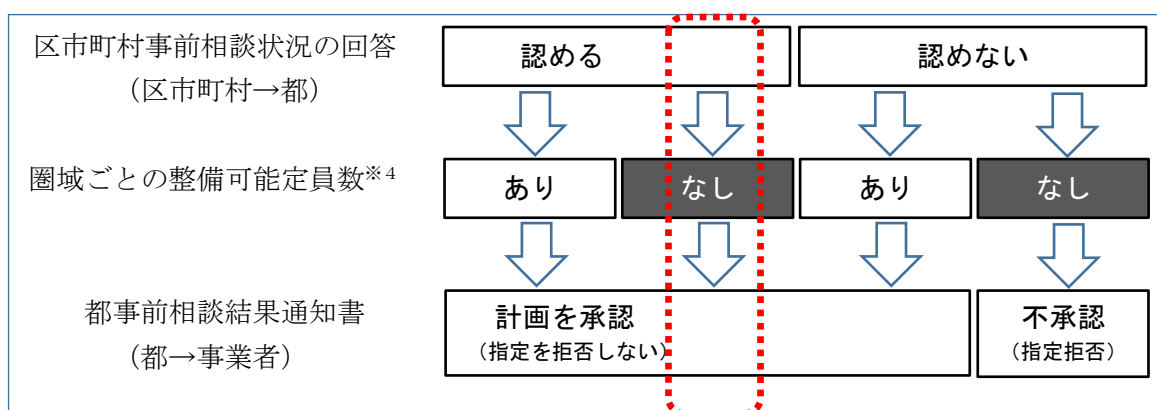 区市町村事前相談状況の回答
（区市町村→都）
認める
認めない
圏域ごとの整備可能定員数※4
あり
なし
あり
なし
都事前相談結果通知書
（都→事業者）
計画を承認
（指定を拒否しない）
不承認
（指定拒否）